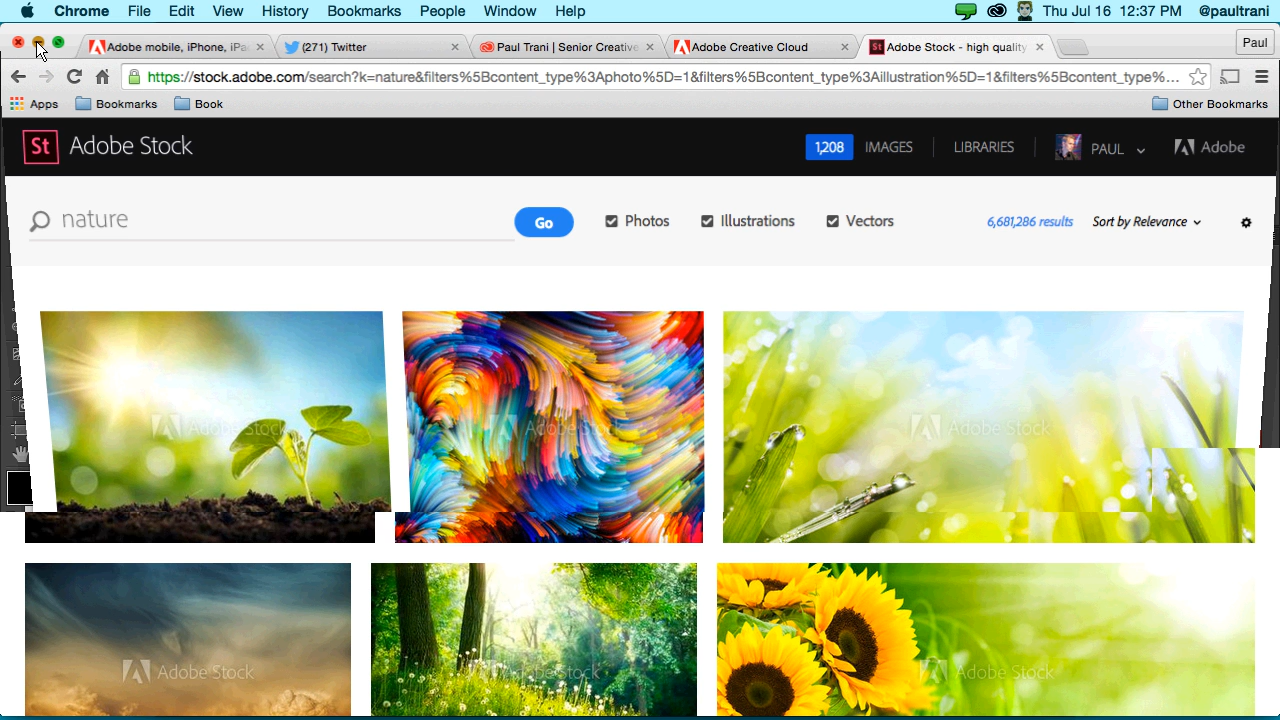 Chrome File Edit View History Bookmarks People Window Help Thu Jul 16 12:37 PM @paultrani
Adobe mobile, iPhone, iPa (271) Twitter Paul Trani | Senior Creative Adobe Creative Cloud Adobe Stock - high quality Paul
https://stock.adobe.com/search?k=nature&filters%5Bcontent_type%3Aphoto%5D=1&filters%5Bcontent_type%3Aillustration%5D=1&filters%5Bcontent_type%...
Apps Bookmarks Book Other Bookmarks
St Adobe Stock 1,208 IMAGES LIBRARIES PAUL Adobe
nature Go Photos Illustrations Vectors 6,681,286 results Sort by Relevance
Adobe Stock Adobe Stock Adobe Stock
Adobe Stock Adobe Stock Adobe Stock